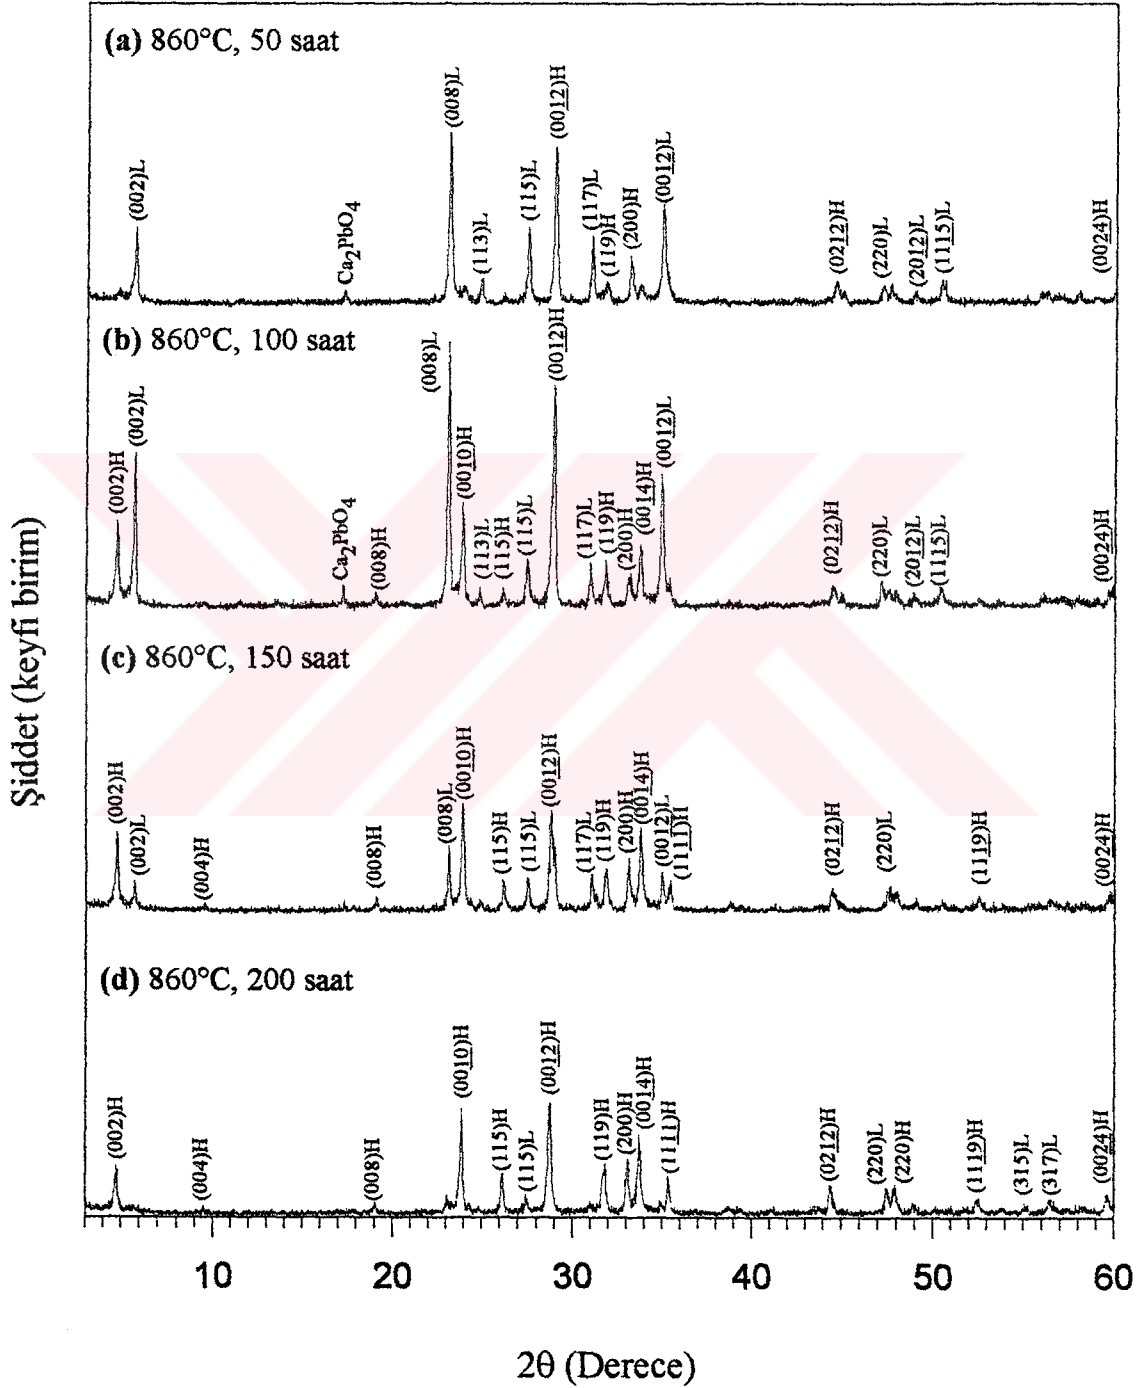 (a) 860°C, 50 saat
(002)L
Ca2PbO4
(008)L
(113)L
(115)L
(0012)H
(117)L
(119)H
(200)H
(0012)L
(0212)H
(220)L
(2012)L
(1115)L
(0024)H
(b) 860°C, 100 saat
(002)H
(002)L
Ca2PbO4
(008)H
(008)L
(0010)H
(113)L
(115)H
(115)L
(0012)H
(117)L
(119)H
(200)H
(0014)H
(0012)L
(0212)H
(220)L
(2012)L
(1115)L
(0024)H
(c) 860°C, 150 saat
(002)H
(002)L
(004)H
(008)H
(008)L
(0010)H
(115)H
(115)L
(0012)H
(117)L
(119)H
(200)H
(0014)H
(0012)L
(1111)H
(0212)H
(220)L
(1119)H
(0024)H
(d) 860°C, 200 saat
(002)H
(004)H
(008)H
(0010)H
(115)H
(115)L
(0012)H
(119)H
(200)H
(0014)H
(1111)H
(0212)H
(220)L
(220)H
(1119)H
(315)L
(317)L
(0024)H
Şiddet (keyfi birim)
10 20 30 40 50 60
2θ (Derece)